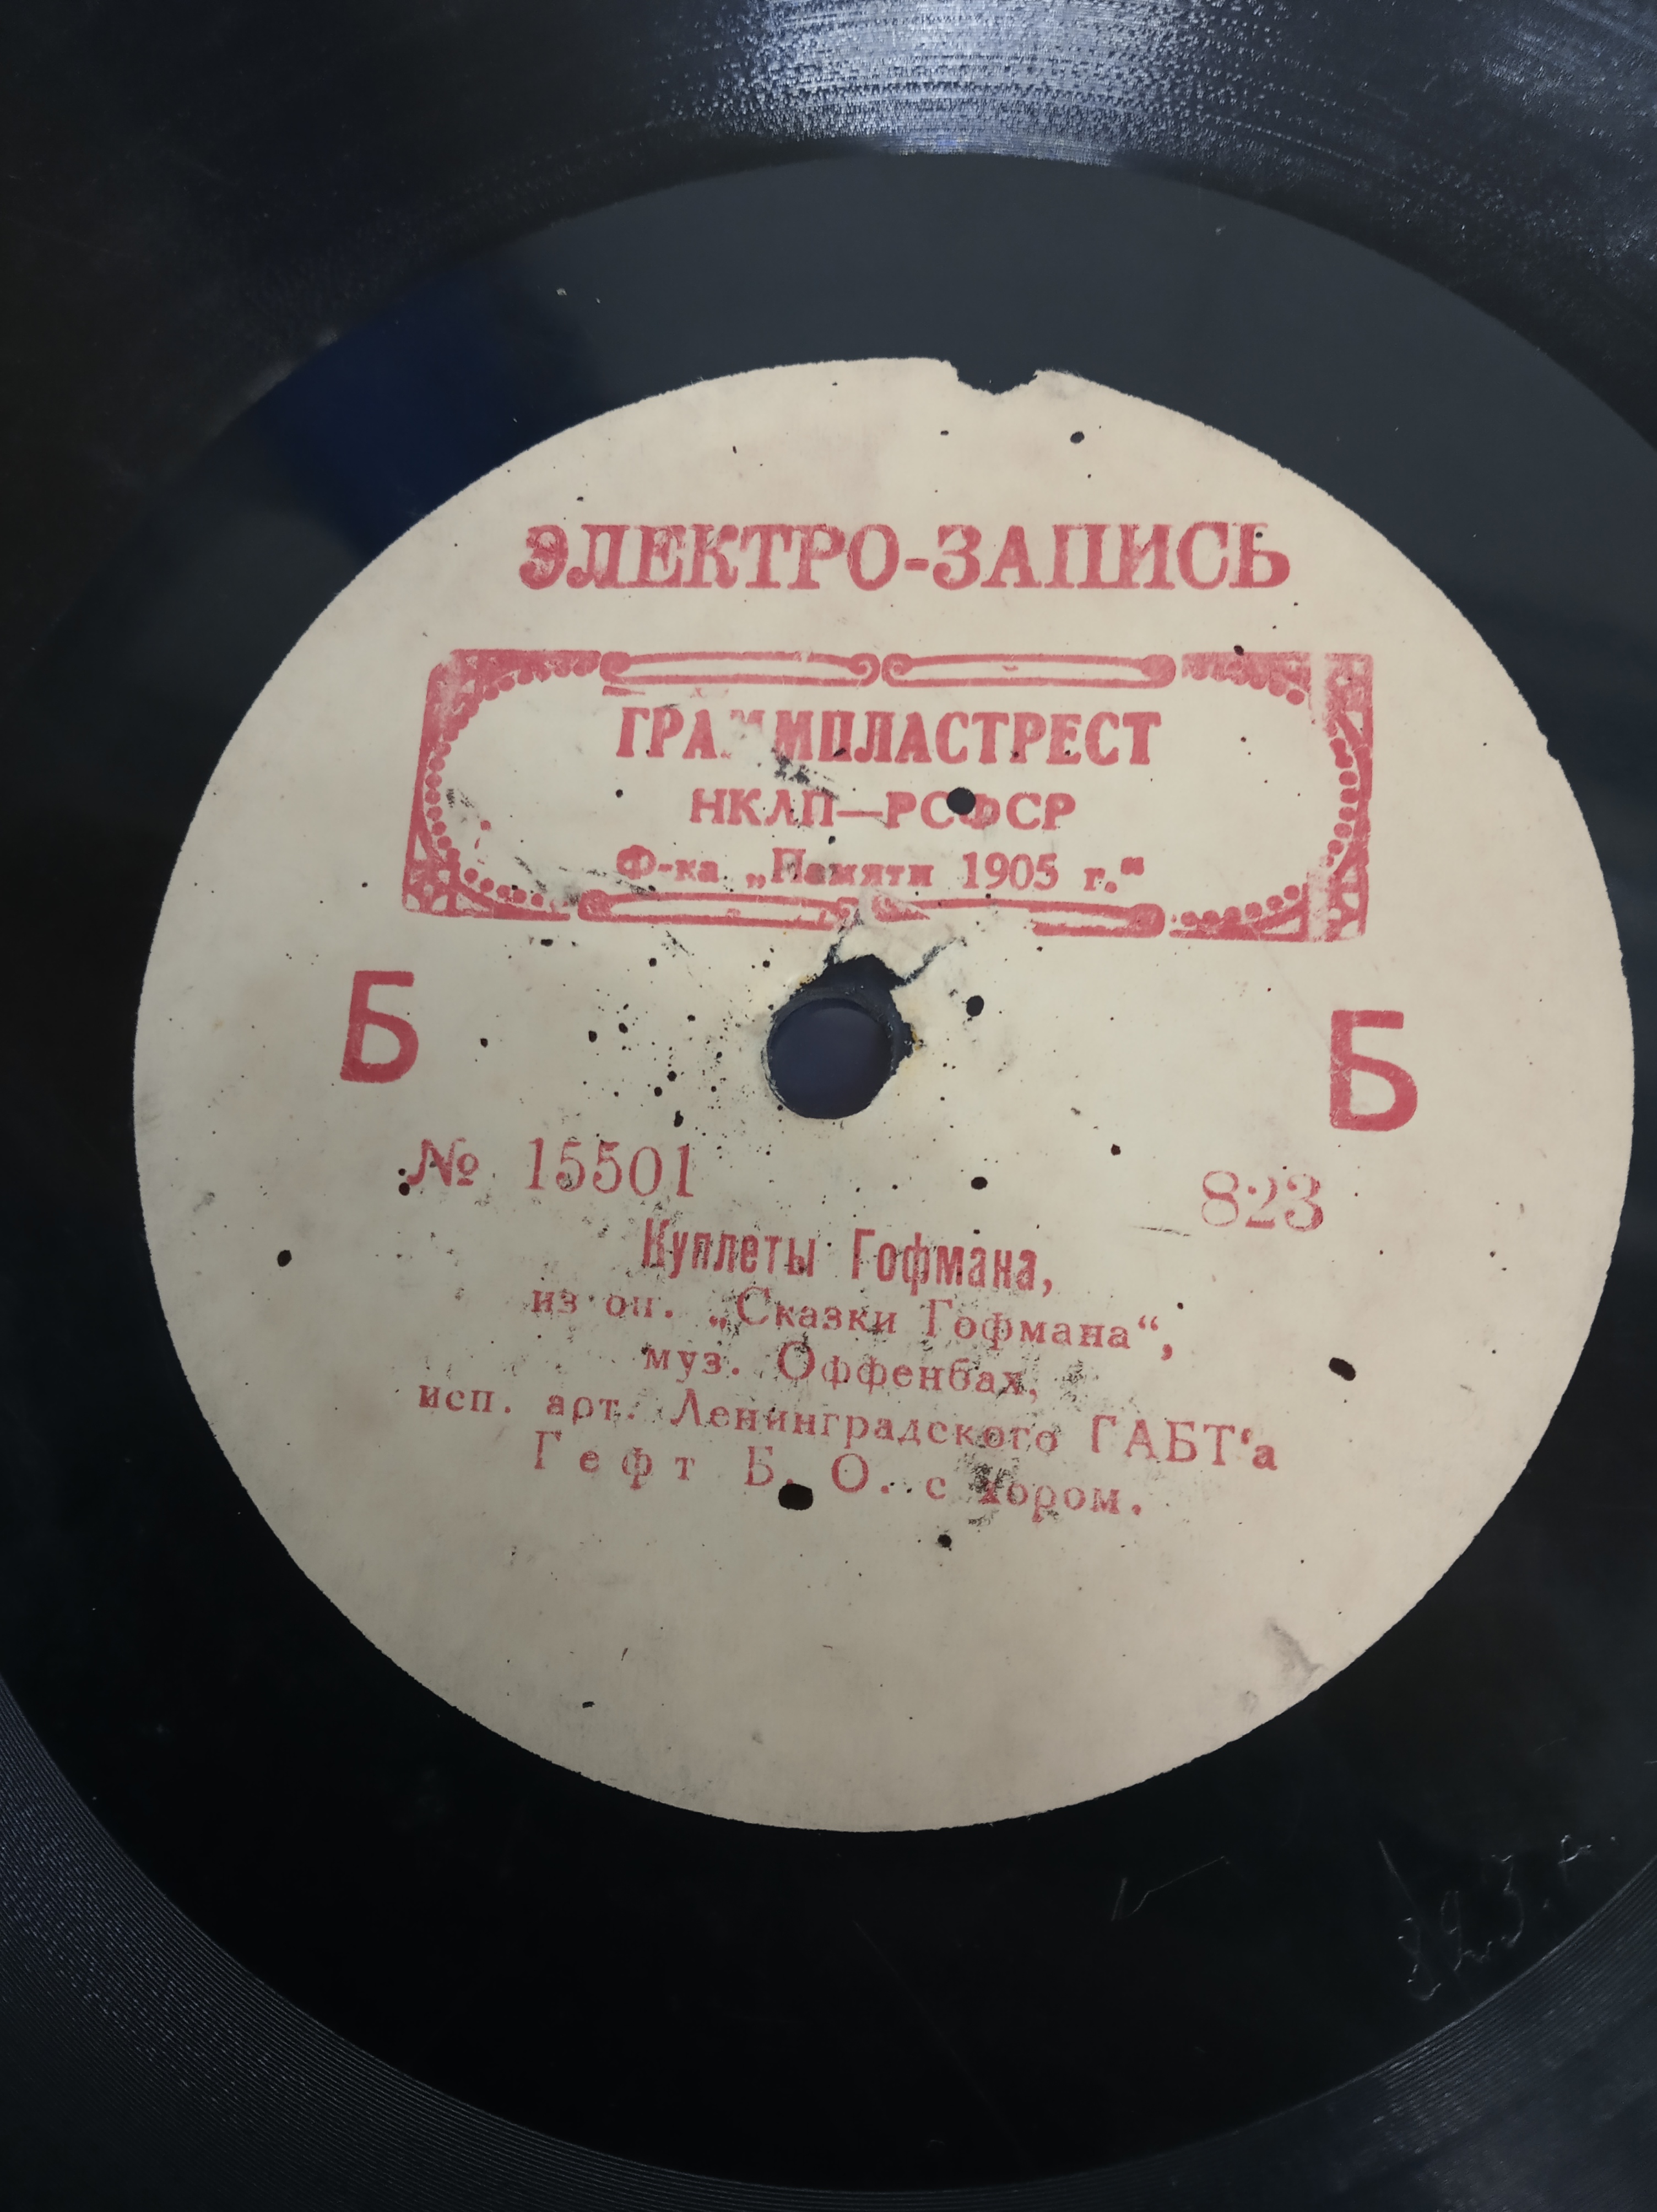 ЭЛЕКТРО-ЗАПИСЬ
ГРАММПЛАСТРЕСТ
НКЛП—РСФСР
Ф-ка „Памяти 1905 г.“
Б Б
№ 15501 823
Куплеты Гофмана,
из оп. „Сказки Гофмана“,
муз. Оффенбах,
исп. арт. Ленинградского ГАБТ'а
Гефт Б. О. с хором.